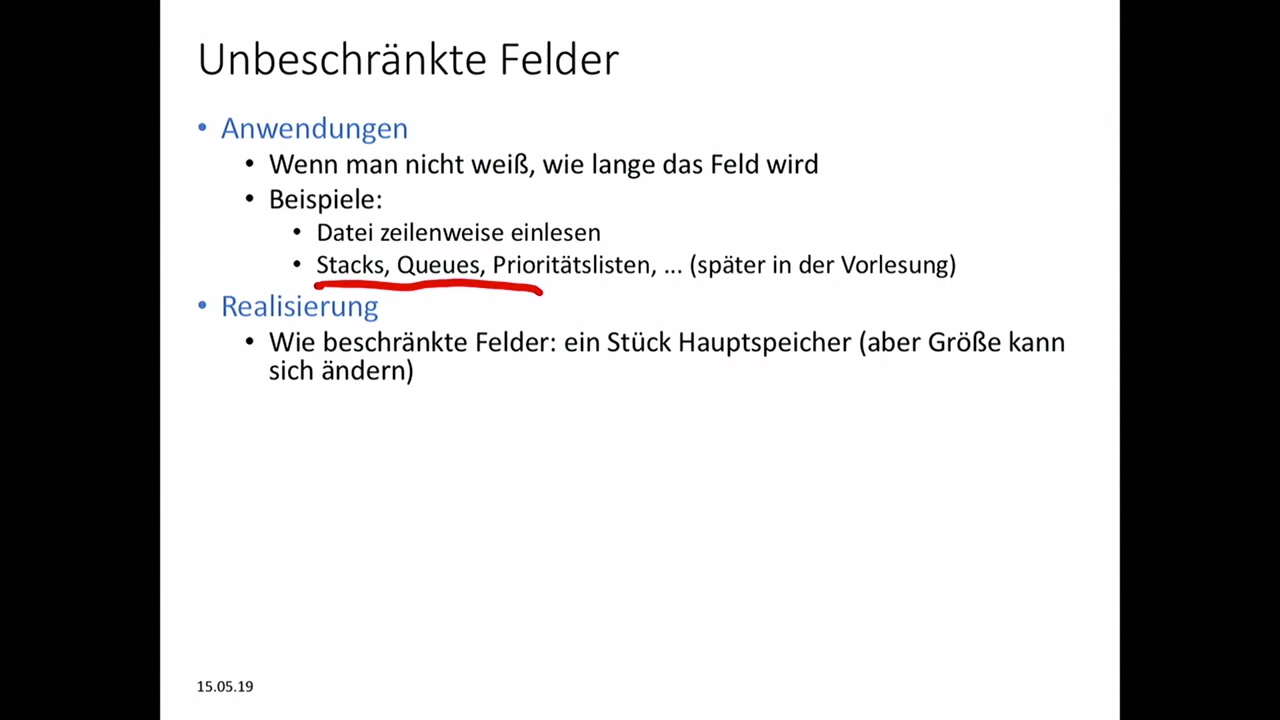 Unbeschränkte Felder
• Anwendungen
• Wenn man nicht weiß, wie lange das Feld wird
• Beispiele:
• Datei zeilenweise einlesen
• Stacks, Queues, Prioritätslisten, ... (später in der Vorlesung)
• Realisierung
• Wie beschränkte Felder: ein Stück Hauptspeicher (aber Größe kann
sich ändern)
15.05.19